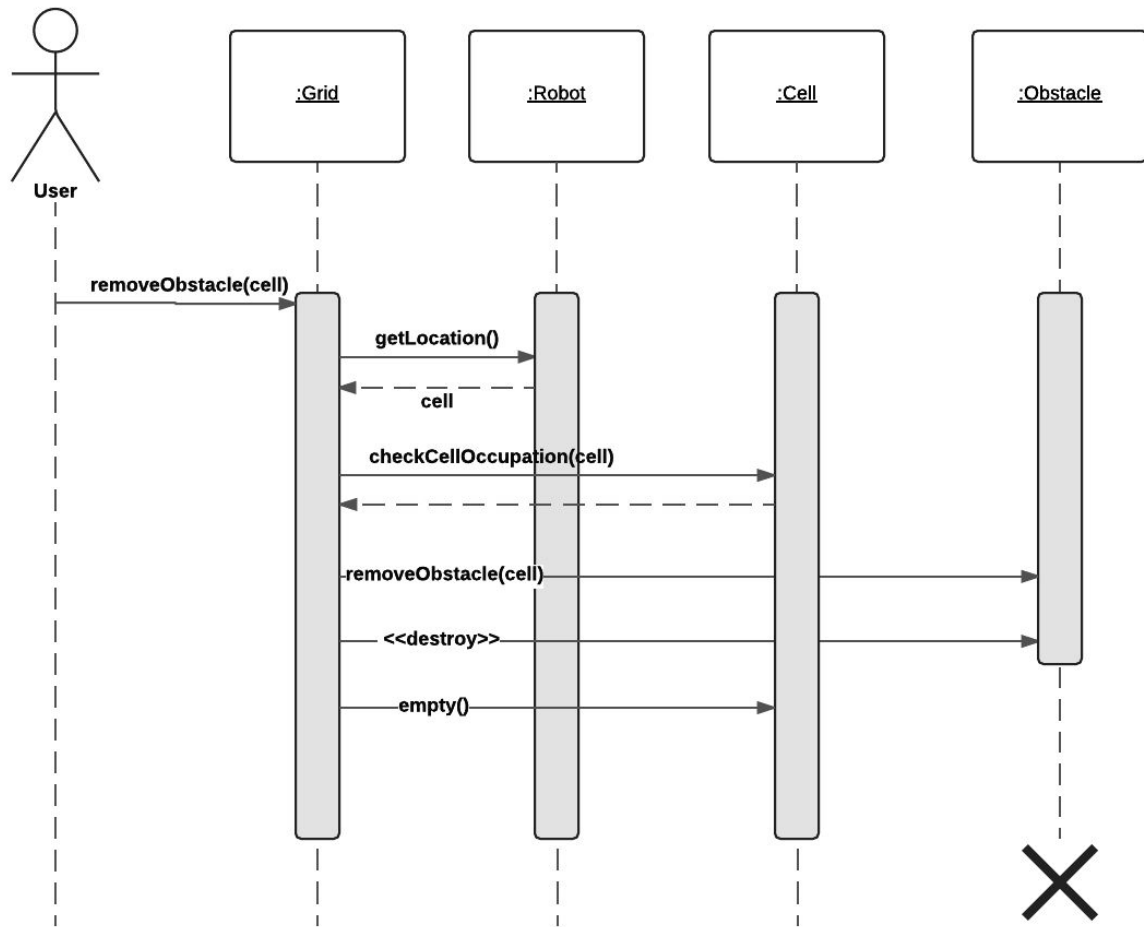 :Grid
:Robot
:Cell
:Obstacle
User
removeObstacle(cell)
getLocation()
cell
checkCellOccupation(cell)
removeObstacle(cell)
<<destroy>>
empty()